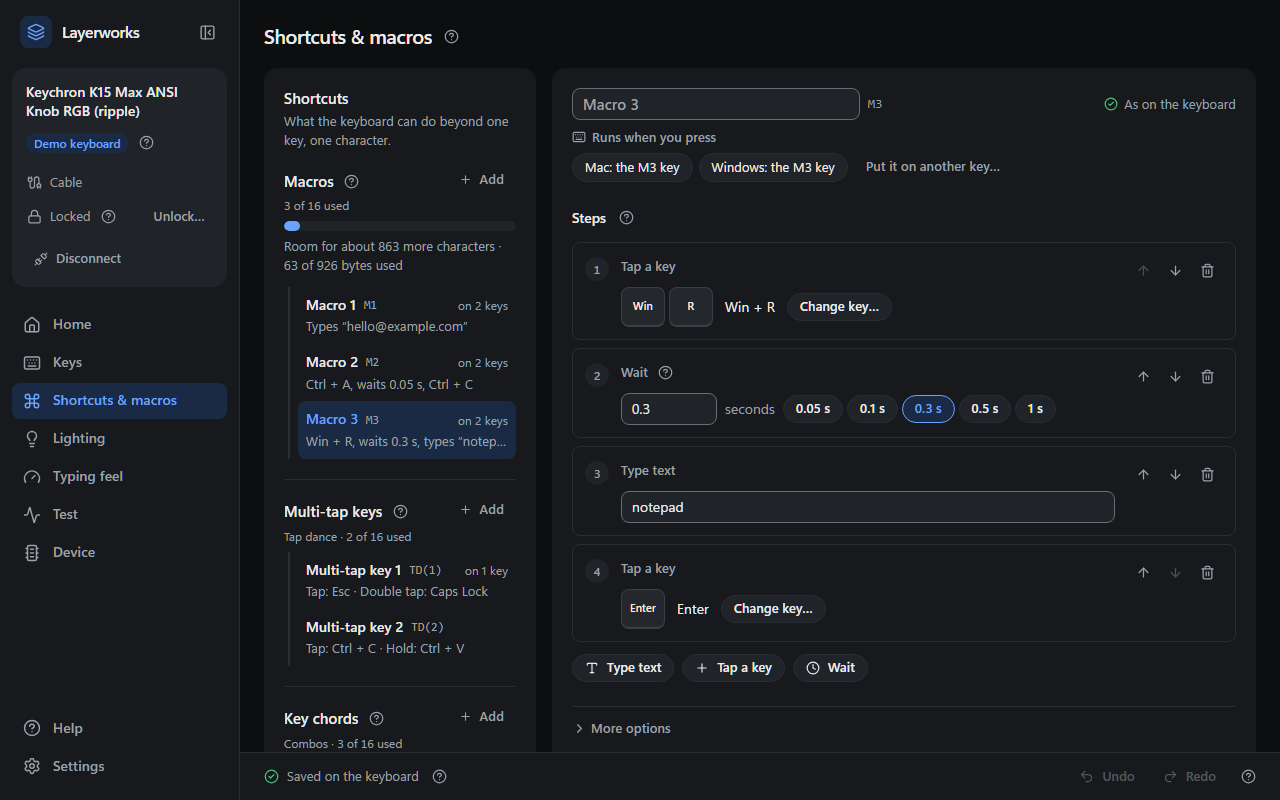 Layerworks
Keychron K15 Max ANSI
Knob RGB (ripple)
Demo keyboard
Cable
Locked
Unlock...
Disconnect
Home
Keys
Shortcuts & macros
Lighting
Typing feel
Test
Device
Help
Settings
Shortcuts & macros
Shortcuts
What the keyboard can do beyond one
key, one character.
Macros
Add
3 of 16 used
Room for about 863 more characters ·
63 of 926 bytes used
Macro 1 M1 on 2 keys
Types “hello@example.com”
Macro 2 M2 on 2 keys
Ctrl + A, waits 0.05 s, Ctrl + C
Macro 3 M3 on 2 keys
Win + R, waits 0.3 s, types “notep...
Multi-tap keys
Add
Tap dance · 2 of 16 used
Multi-tap key 1 TD(1) on 1 key
Tap: Esc · Double tap: Caps Lock
Multi-tap key 2 TD(2)
Tap: Ctrl + C · Hold: Ctrl + V
Key chords
Add
Combos · 3 of 16 used
Macro 3 M3
As on the keyboard
Runs when you press
Mac: the M3 key
Windows: the M3 key
Put it on another key...
Steps
1 Tap a key
Win R Win + R Change key...
2 Wait
0.3 seconds 0.05 s 0.1 s 0.3 s 0.5 s 1 s
3 Type text
notepad
4 Tap a key
Enter Enter Change key...
Type text
Tap a key
Wait
More options
Saved on the keyboard
Undo
Redo